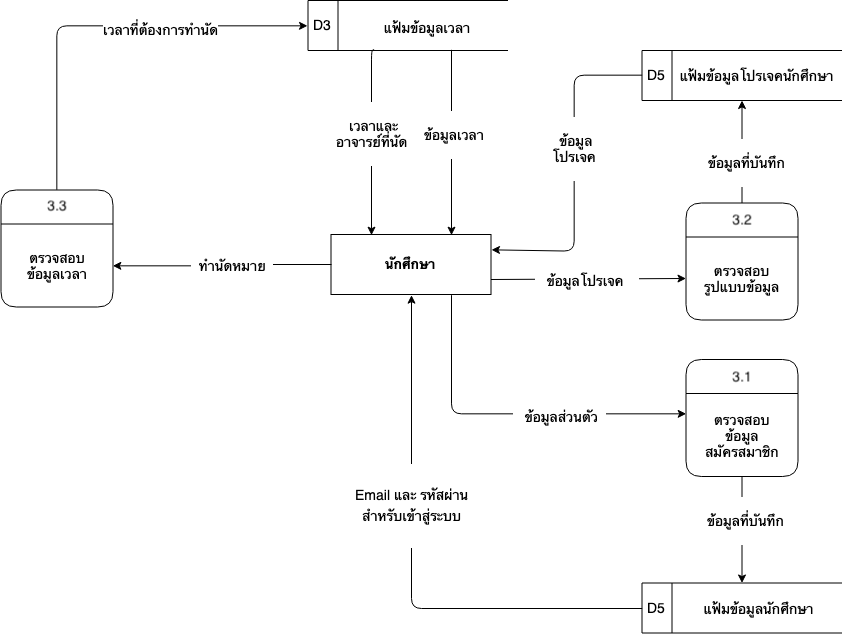 D3
แฟ้มข้อมูลเวลา
เวลาที่ต้องการทำนัด
D5
แฟ้มข้อมูลโปรเจคนักศึกษา
เวลาและ
อาจารย์ที่นัด
ข้อมูลเวลา
ข้อมูล
โปรเจค
ข้อมูลที่บันทึก
3.3
ตรวจสอบ
ข้อมูลเวลา
ทำนัดหมาย
นักศึกษา
ข้อมูลโปรเจค
3.2
ตรวจสอบ
รูปแบบข้อมูล
3.1
ตรวจสอบ
ข้อมูล
สมัครสมาชิก
ข้อมูลส่วนตัว
Email และ รหัสผ่าน
สำหรับเข้าสู่ระบบ
ข้อมูลที่บันทึก
D5
แฟ้มข้อมูลนักศึกษา